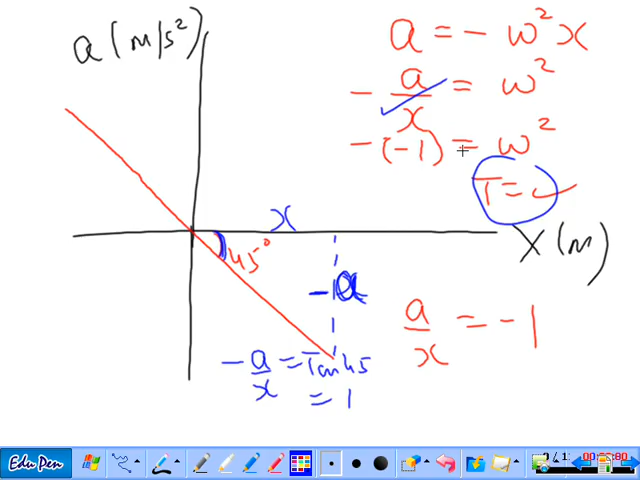 a (m/s²)
a = - ω²x
- a/x = ω²
- (-1) = ω²
T = ✓
x
45°
X (m)
- a
a/x = -1
- a/x = Tan 45
= 1
Edu Pen